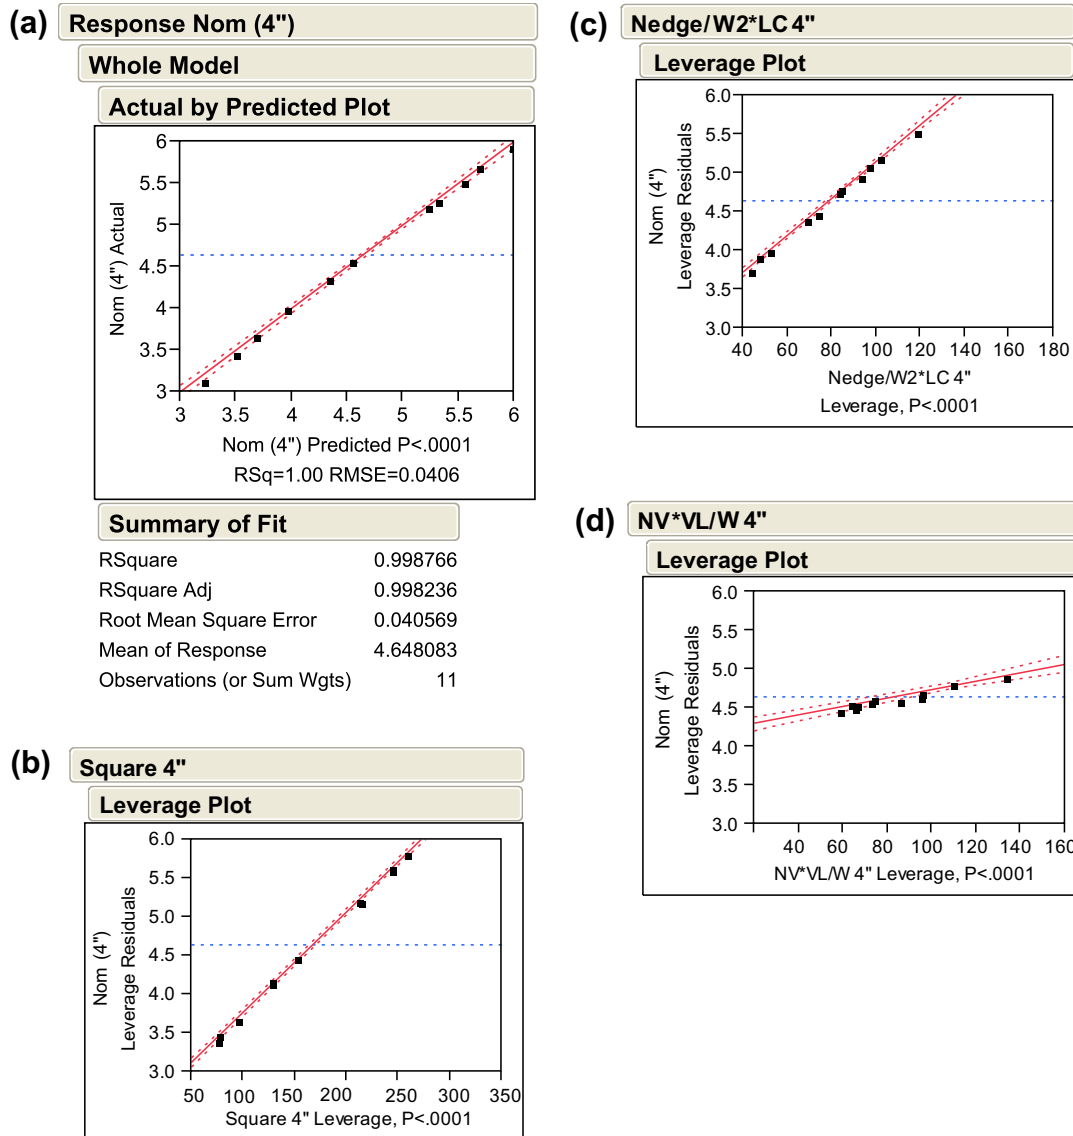 (a) Response Nom (4")
Whole Model
Actual by Predicted Plot
Nom (4") Actual
6
5.5
5
4.5
4
3.5
3
3 3.5 4 4.5 5 5.5 6
Nom (4") Predicted P<.0001
RSq=1.00 RMSE=0.0406
Summary of Fit
RSquare 0.998766
RSquare Adj 0.998236
Root Mean Square Error 0.040569
Mean of Response 4.648083
Observations (or Sum Wgts) 11
(b) Square 4"
Leverage Plot
Nom (4")
Leverage Residuals
6.0
5.5
5.0
4.5
4.0
3.5
3.0
50 100 150 200 250 300 350
Square 4" Leverage, P<.0001
(c) Nedge/W2*LC 4"
Leverage Plot
Nom (4")
Leverage Residuals
6.0
5.5
5.0
4.5
4.0
3.5
3.0
40 60 80 100 120 140 160 180
Nedge/W2*LC 4"
Leverage, P<.0001
(d) NV*VL/W 4"
Leverage Plot
Nom (4")
Leverage Residuals
6.0
5.5
5.0
4.5
4.0
3.5
3.0
40 60 80 100 120 140 160
NV*VL/W 4" Leverage, P<.0001